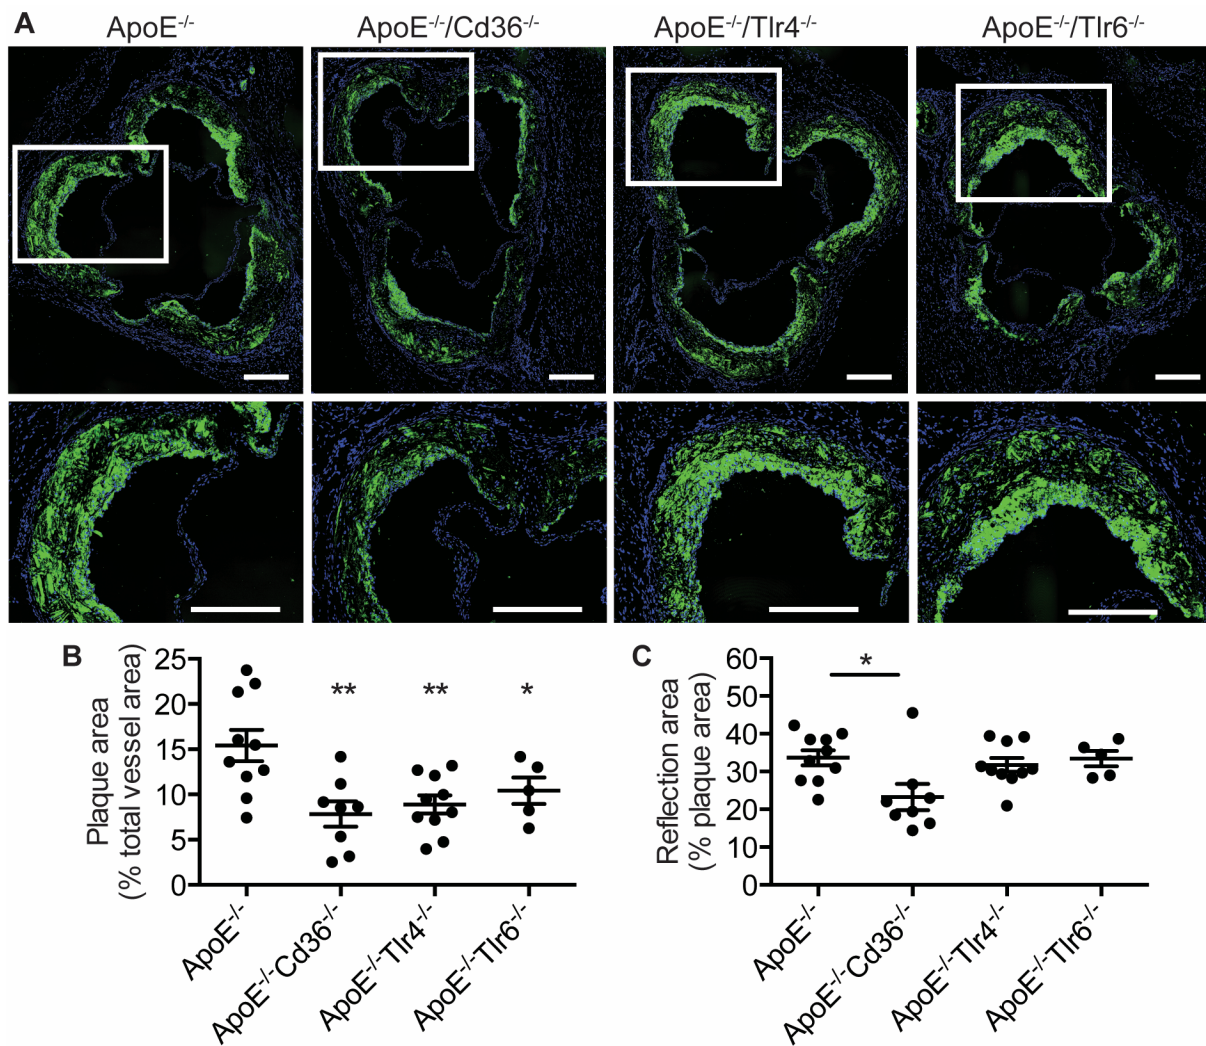 A
ApoE⁻/⁻
ApoE⁻/⁻/Cd36⁻/⁻
ApoE⁻/⁻/Tlr4⁻/⁻
ApoE⁻/⁻/Tlr6⁻/⁻
B
Plaque area
(% total vessel area)
25
20
15
10
5
0
**
**
*
ApoE⁻/⁻
ApoE⁻/⁻Cd36⁻/⁻
ApoE⁻/⁻Tlr4⁻/⁻
ApoE⁻/⁻Tlr6⁻/⁻
C
Reflection area
(% plaque area)
60
50
40
30
20
10
0
*
ApoE⁻/⁻
ApoE⁻/⁻Cd36⁻/⁻
ApoE⁻/⁻Tlr4⁻/⁻
ApoE⁻/⁻Tlr6⁻/⁻